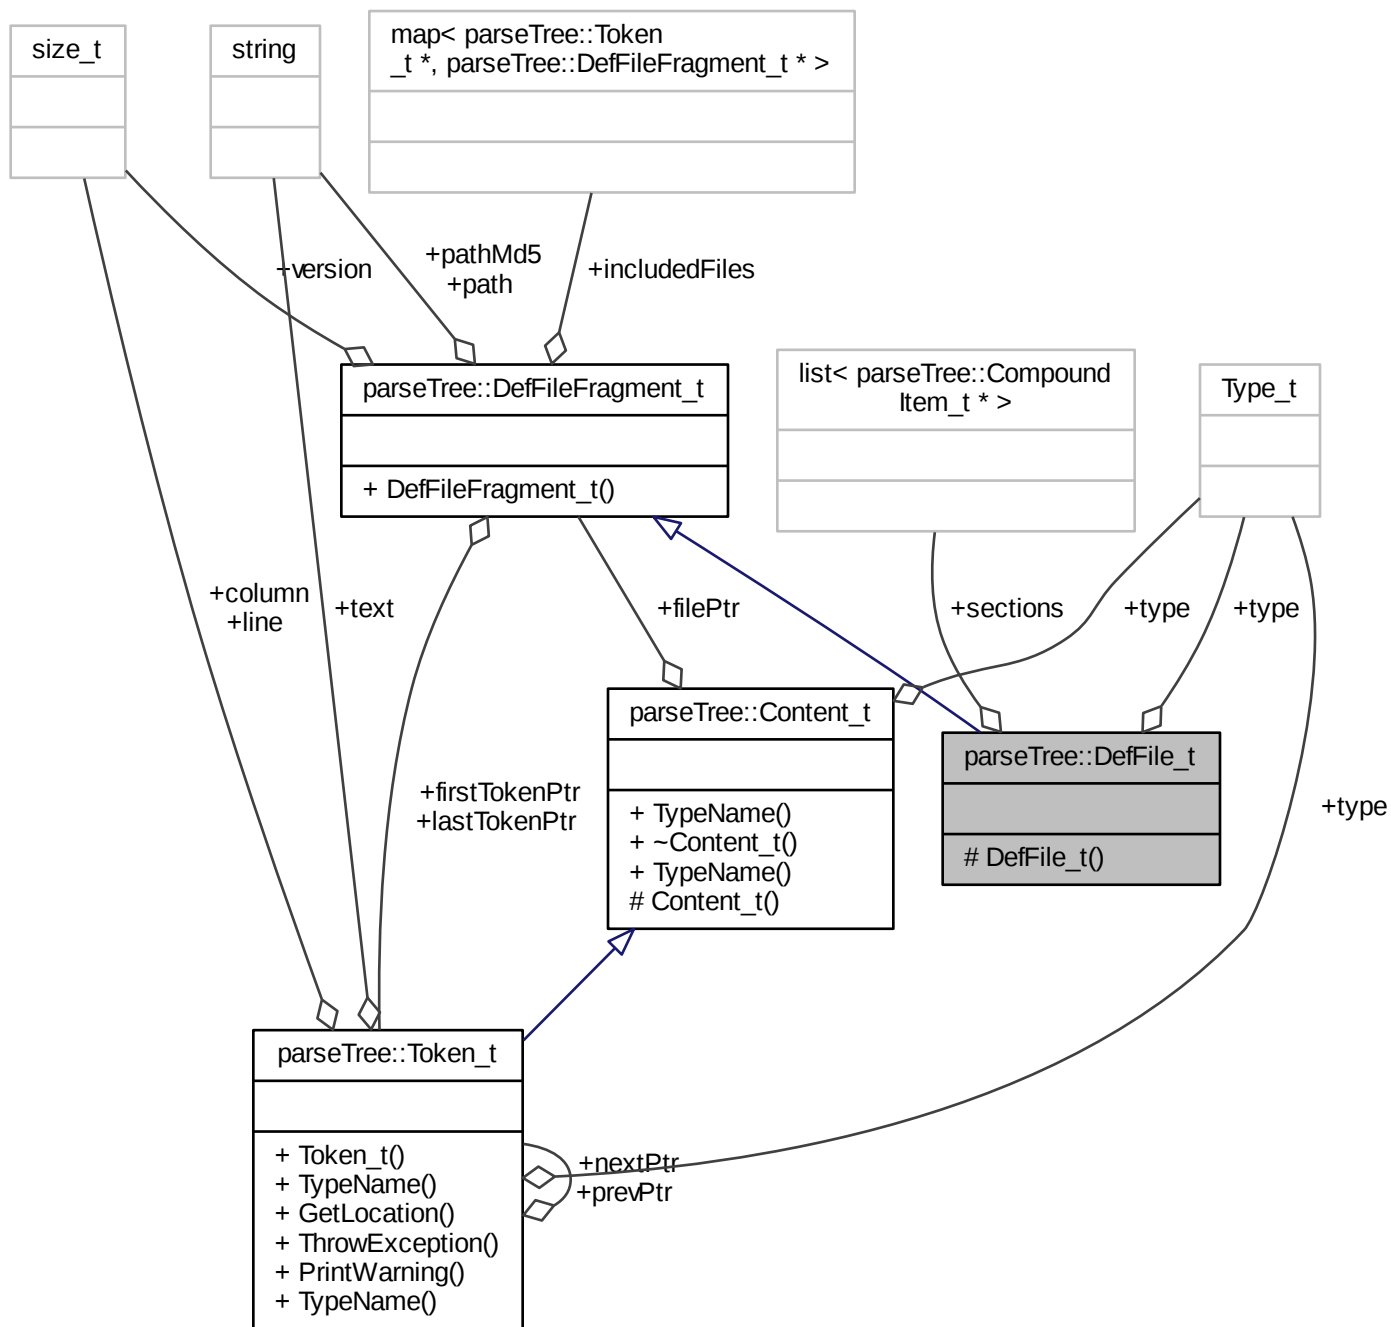 size_t
string
map< parseTree::Token
_t *, parseTree::DefFileFragment_t * >
+version
+pathMd5
+path
+includedFiles
parseTree::DefFileFragment_t
+ DefFileFragment_t()
list< parseTree::Compound
Item_t * >
Type_t
+column
+line
+text
+filePtr
+sections
+type
+type
parseTree::Content_t
+ TypeName()
+ ~Content_t()
+ TypeName()
# Content_t()
parseTree::DefFile_t
# DefFile_t()
+firstTokenPtr
+lastTokenPtr
+type
parseTree::Token_t
+ Token_t()
+ TypeName()
+ GetLocation()
+ ThrowException()
+ PrintWarning()
+ TypeName()
+nextPtr
+prevPtr